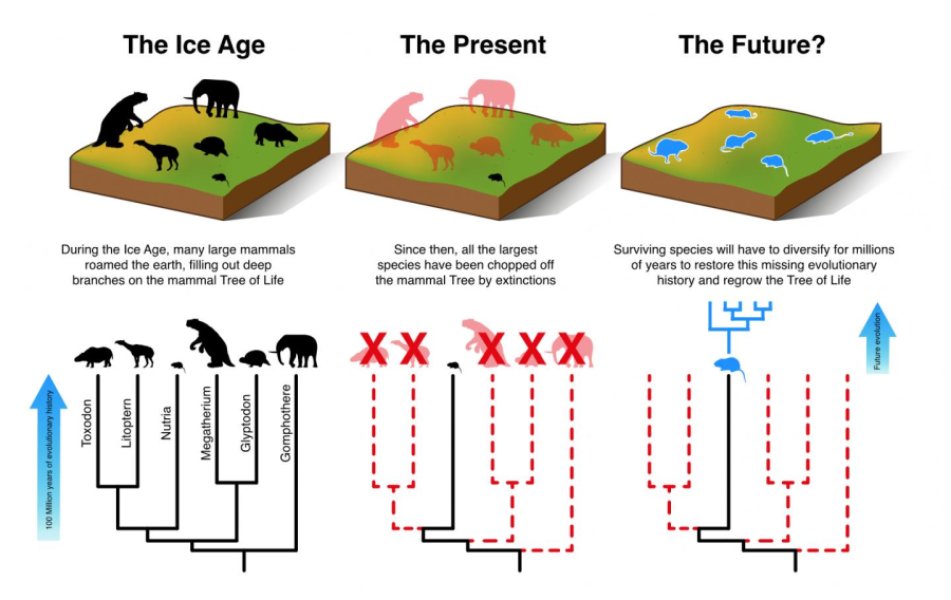 The Ice Age
The Present
The Future?
During the Ice Age, many large mammals
roamed the earth, filling out deep
branches on the mammal Tree of Life
Since then, all the largest
species have been chopped off
the mammal Tree by extinctions
Surviving species will have to diversify for millions
of years to restore this missing evolutionary
history and regrow the Tree of Life
100 Million years of evolutionary history
Toxodon
Litoptern
Nutria
Megatherium
Glyptodon
Gomphothere
X X X X X
Future evolution